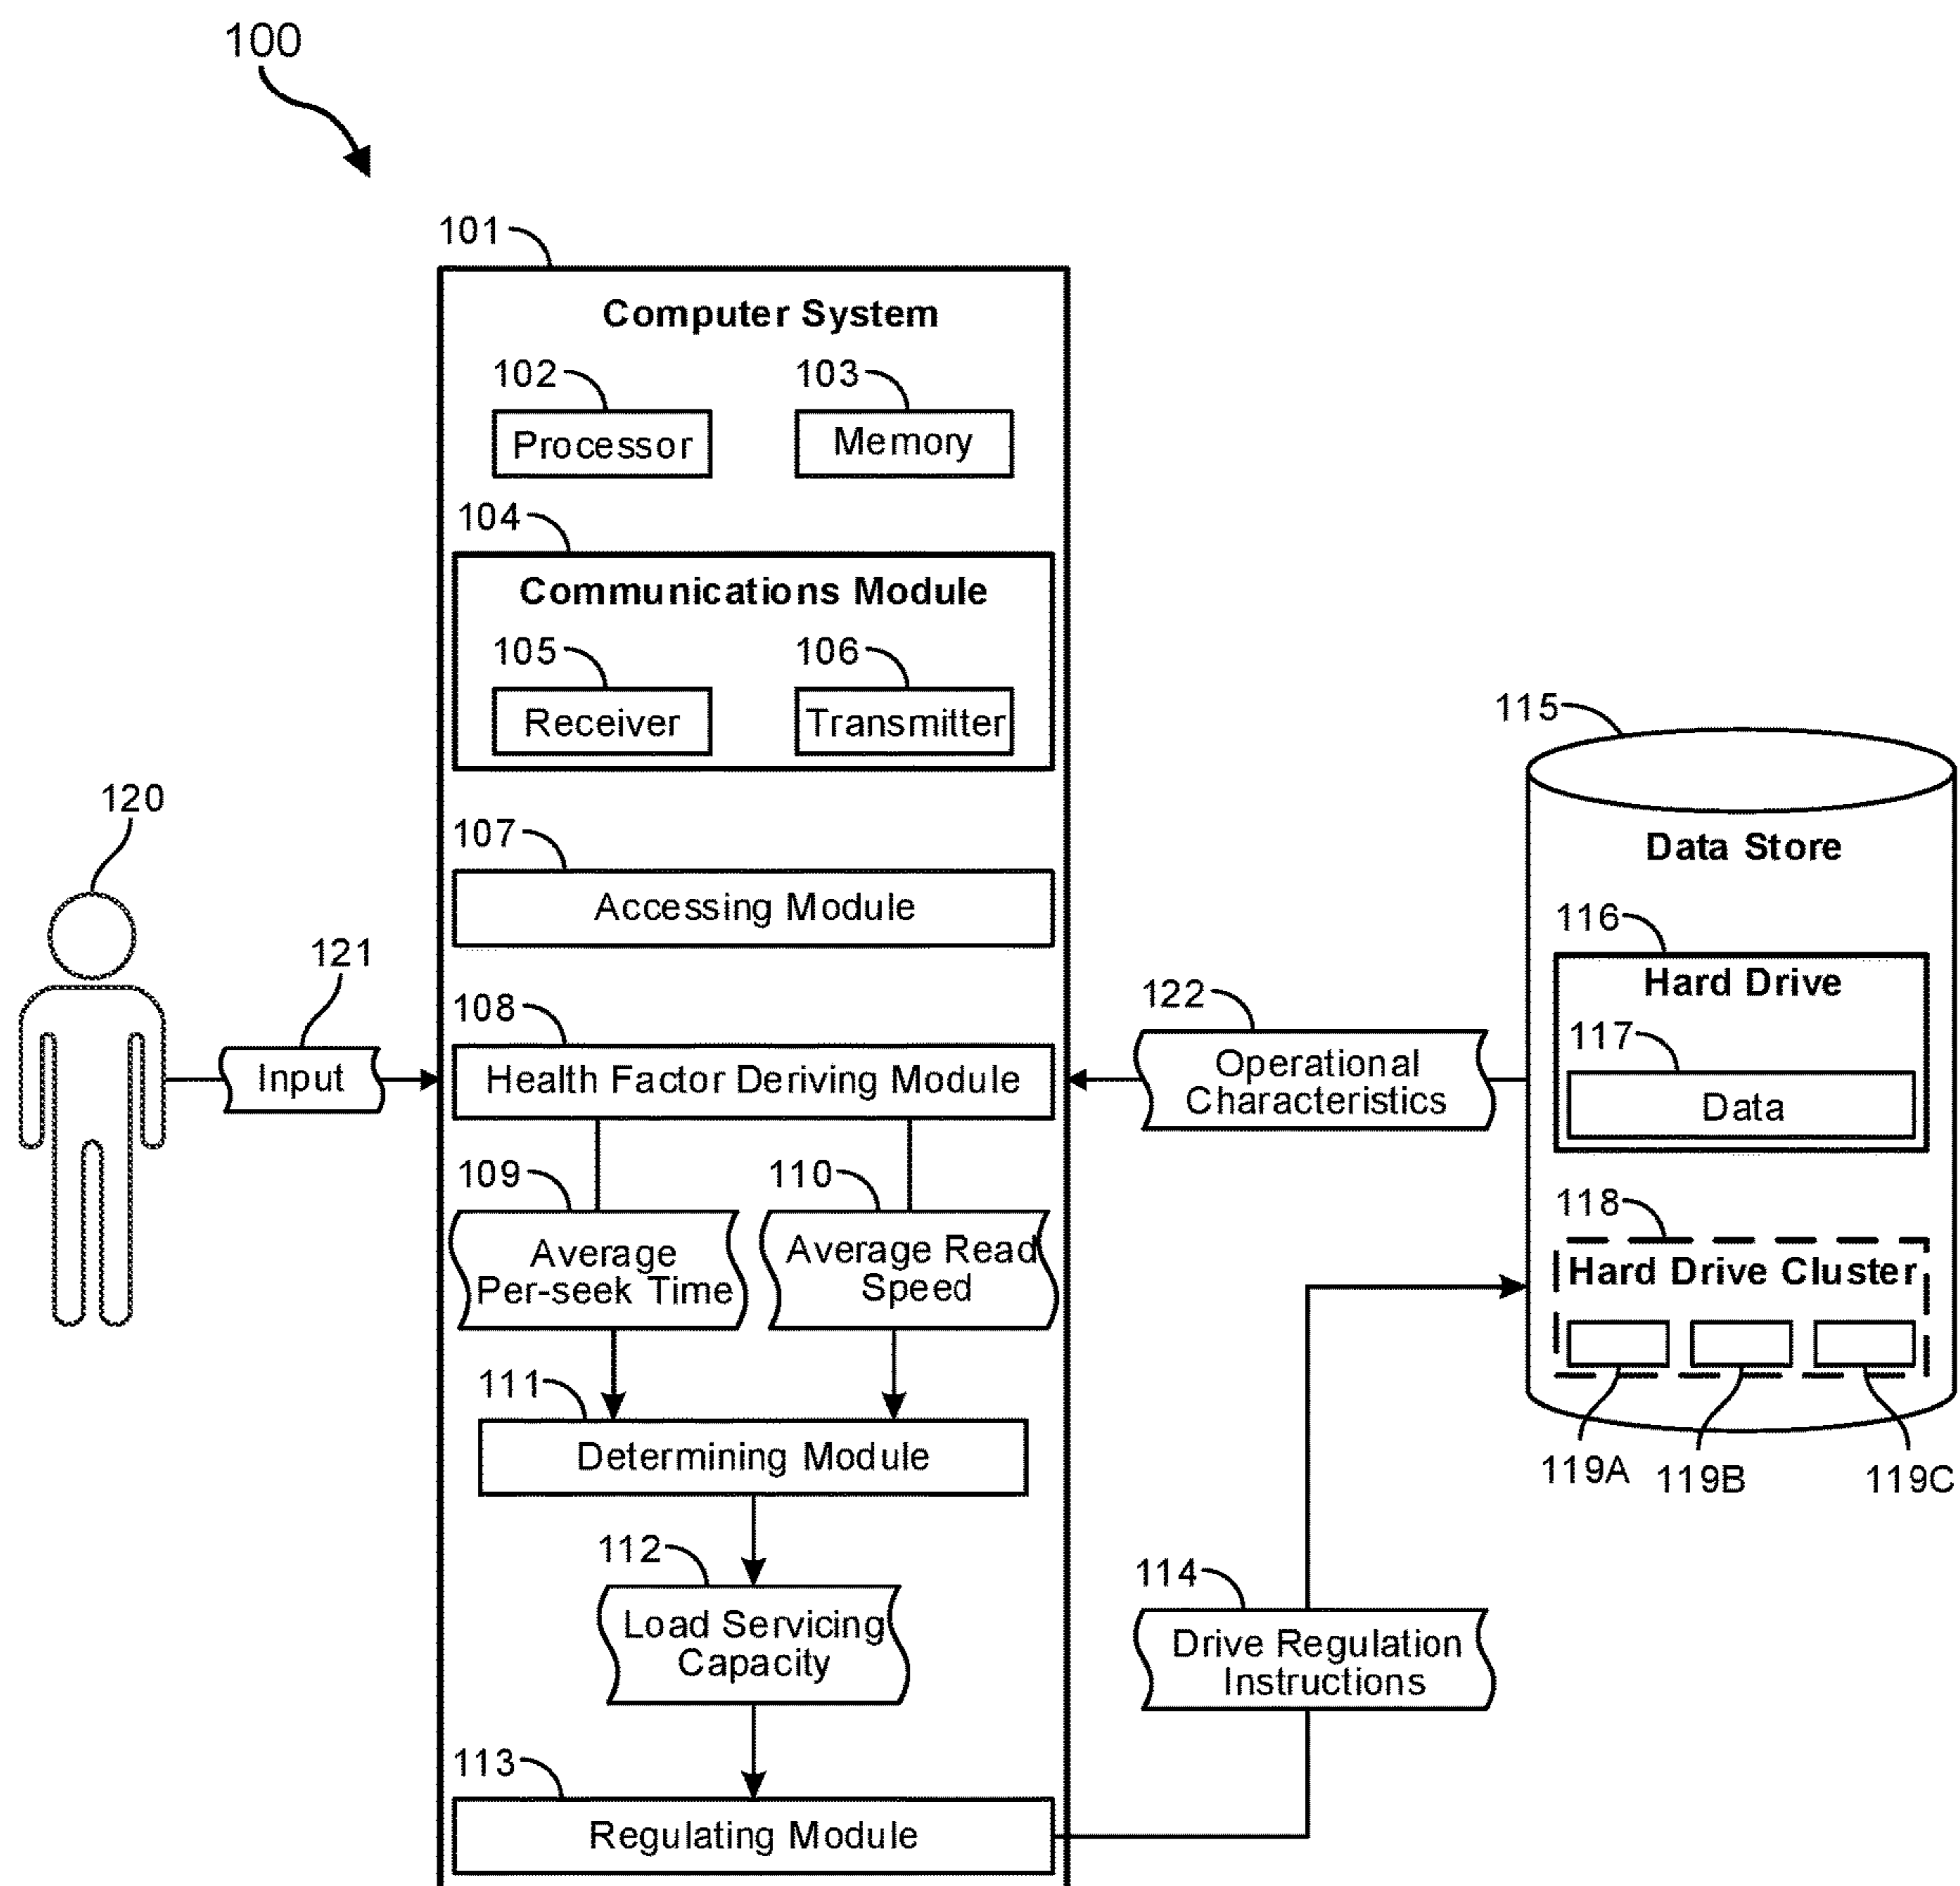 100
101
Computer System
102
103
Processor
Memory
104
Communications Module
105
106
Receiver
Transmitter
107
Accessing Module
108
Health Factor Deriving Module
109
110
Average
Per-seek Time
Average Read
Speed
111
Determining Module
112
Load Servicing
Capacity
113
Regulating Module
120
121
Input
122
Operational
Characteristics
114
Drive Regulation
Instructions
115
Data Store
116
Hard Drive
117
Data
118
Hard Drive Cluster
119A
119B
119C